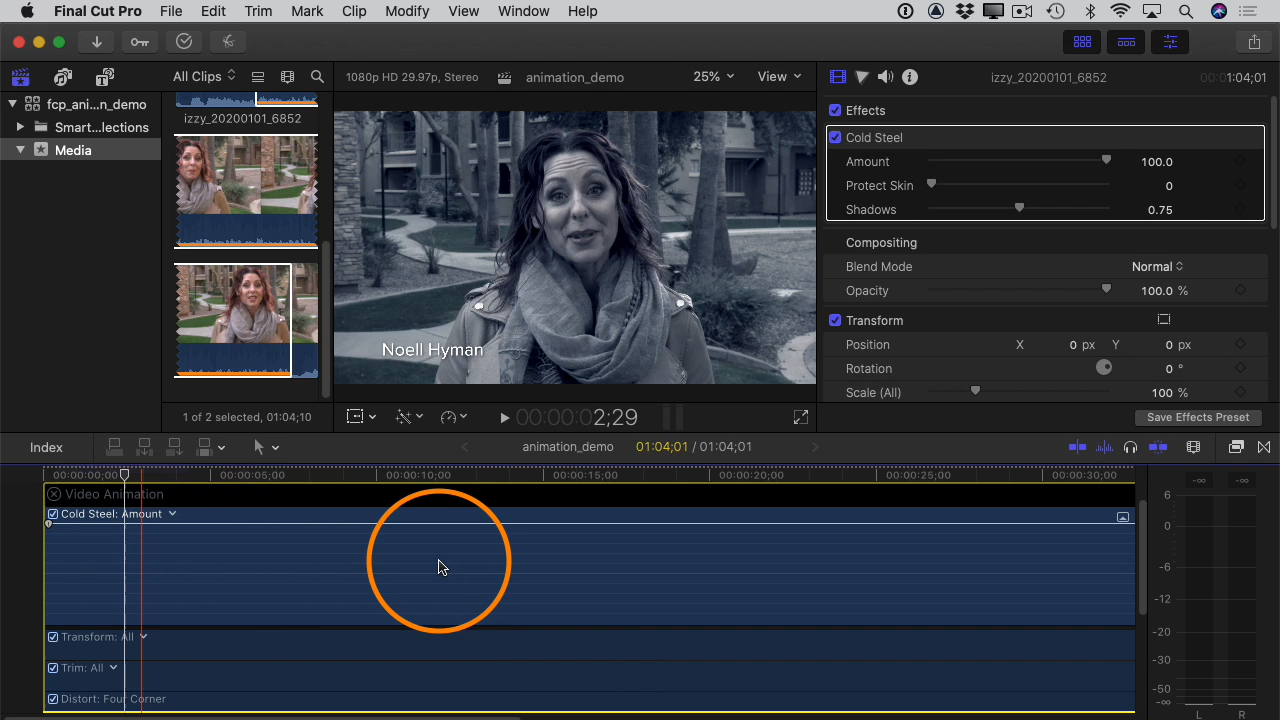 Final Cut Pro File Edit Trim Mark Clip Modify View Window Help
All Clips 1080p HD 29.97p, Stereo animation_demo 25% View izzy_20200101_6852 00:01:04;01
fcp_ani...n_demo
Smart...lections
Media
izzy_20200101_6852
Noell Hyman
1 of 2 selected, 01:04;10
00:00:02;29
Effects
Cold Steel
Amount 100.0
Protect Skin 0
Shadows 0.75
Compositing
Blend Mode Normal
Opacity 100.0 %
Transform
Position X 0 px Y 0 px
Rotation 0 °
Scale (All) 100 %
Save Effects Preset
Index animation_demo 01:04;01 / 01:04;01
00:00:00;00 00:00:05;00 00:00:10;00 00:00:15;00 00:00:20;00 00:00:25;00 00:00:30;00
Video Animation
Cold Steel: Amount
Transform: All
Trim: All
Distort: Four Corner
-∞ -∞
6
0
-6
-12
-20
-30
-50
-∞
L R